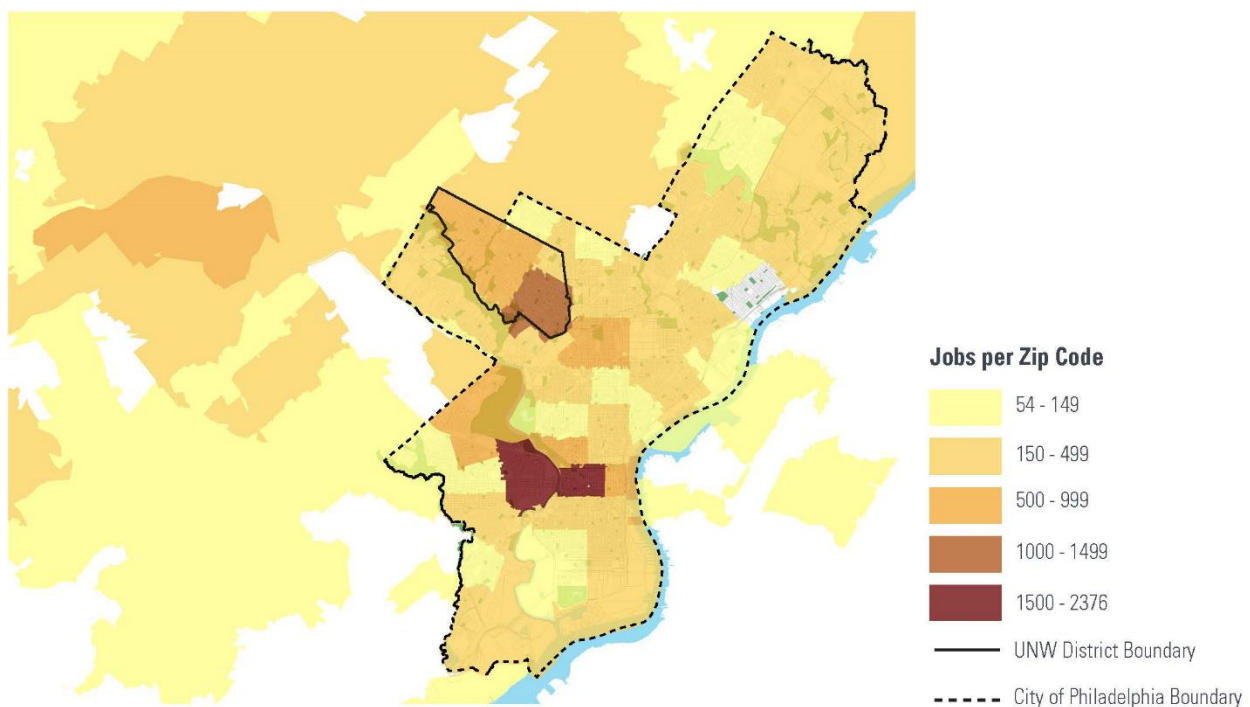 Jobs per Zip Code
54 - 149
150 - 499
500 - 999
1000 - 1499
1500 - 2376
UNW District Boundary
City of Philadelphia Boundary